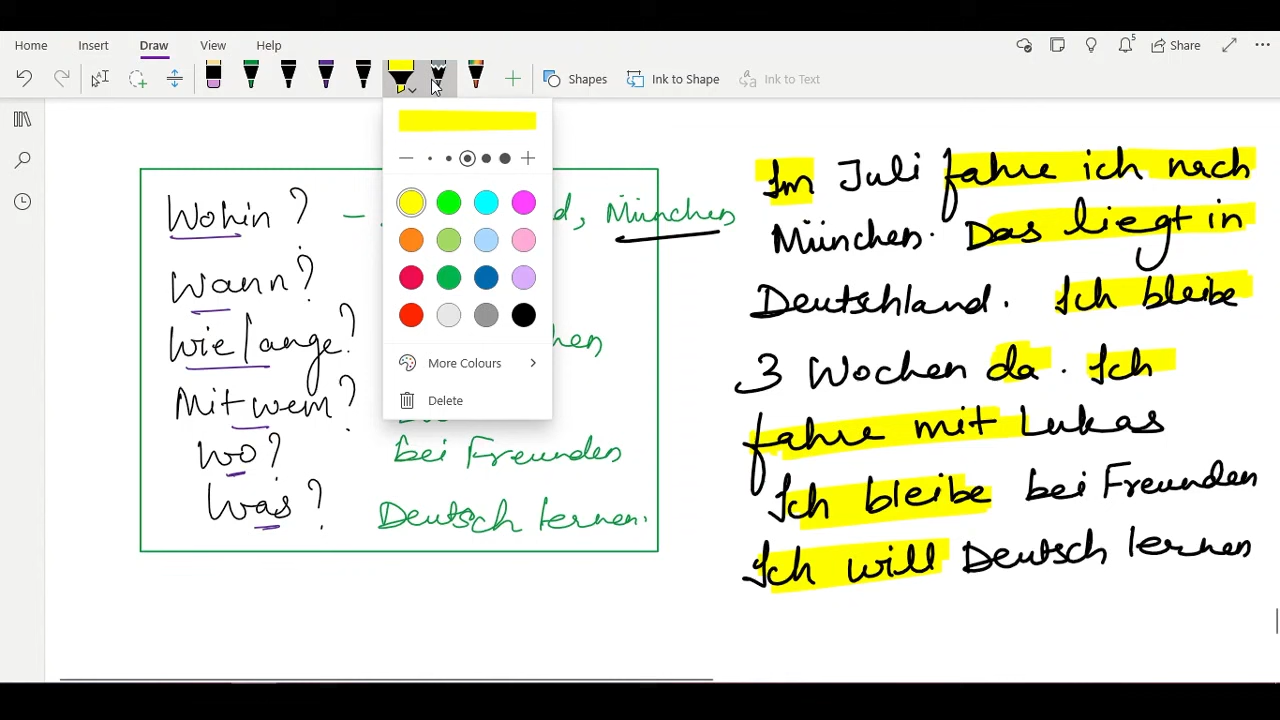 Home Insert Draw View Help
5 Share
Shapes Ink to Shape Ink to Text
Wohin? – d, München
Wann?
Wie lange? hen
Mit wem?
wo? bei Freunden
Was? Deutsch lernen.
More Colours
Delete
Im Juli fahre ich nach
München. Das liegt in
Deutschland. Ich bleibe
3 Wochen da. Ich
fahre mit Lukas
Ich bleibe bei Freunden
Ich will Deutsch lernen